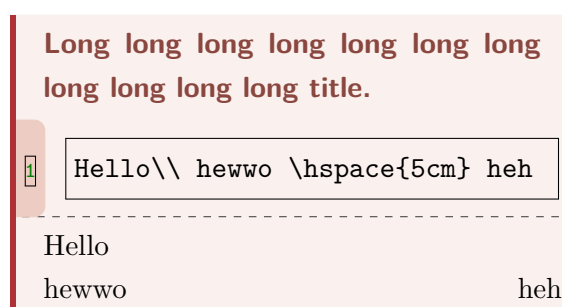 Long long long long long long long
long long long long title.
1 Hello\\ hewwo \hspace{5cm} heh
Hello
hewwo heh